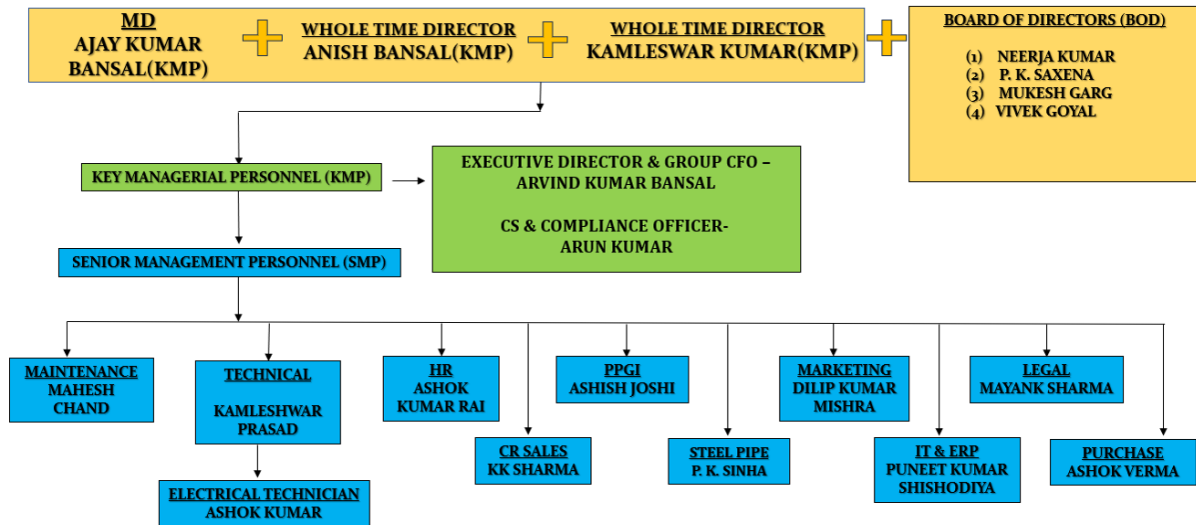 MD
AJAY KUMAR
BANSAL(KMP)
WHOLE TIME DIRECTOR
ANISH BANSAL(KMP)
WHOLE TIME DIRECTOR
KAMLESWAR KUMAR(KMP)
BOARD OF DIRECTORS (BOD)
(1) NEERJA KUMAR
(2) P. K. SAXENA
(3) MUKESH GARG
(4) VIVEK GOYAL
KEY MANAGERIAL PERSONNEL (KMP)
EXECUTIVE DIRECTOR & GROUP CFO –
ARVIND KUMAR BANSAL
CS & COMPLIANCE OFFICER-
ARUN KUMAR
SENIOR MANAGEMENT PERSONNEL (SMP)
MAINTENANCE
MAHESH
CHAND
TECHNICAL
KAMLESHWAR
PRASAD
HR
ASHOK
KUMAR RAI
PPGI
ASHISH JOSHI
MARKETING
DILIP KUMAR
MISHRA
LEGAL
MAYANK SHARMA
CR SALES
KK SHARMA
STEEL PIPE
P. K. SINHA
IT & ERP
PUNEET KUMAR
SHISHODIYA
PURCHASE
ASHOK VERMA
ELECTRICAL TECHNICIAN
ASHOK KUMAR